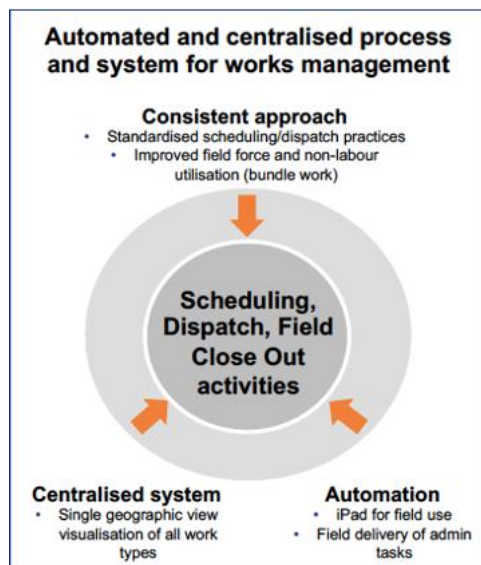 Automated and centralised process
and system for works management
Consistent approach
• Standardised scheduling/dispatch practices
• Improved field force and non-labour
utilisation (bundle work)
Scheduling,
Dispatch, Field
Close Out
activities
Centralised system
• Single geographic view
visualisation of all work
types
Automation
• iPad for field use
• Field delivery of admin
tasks